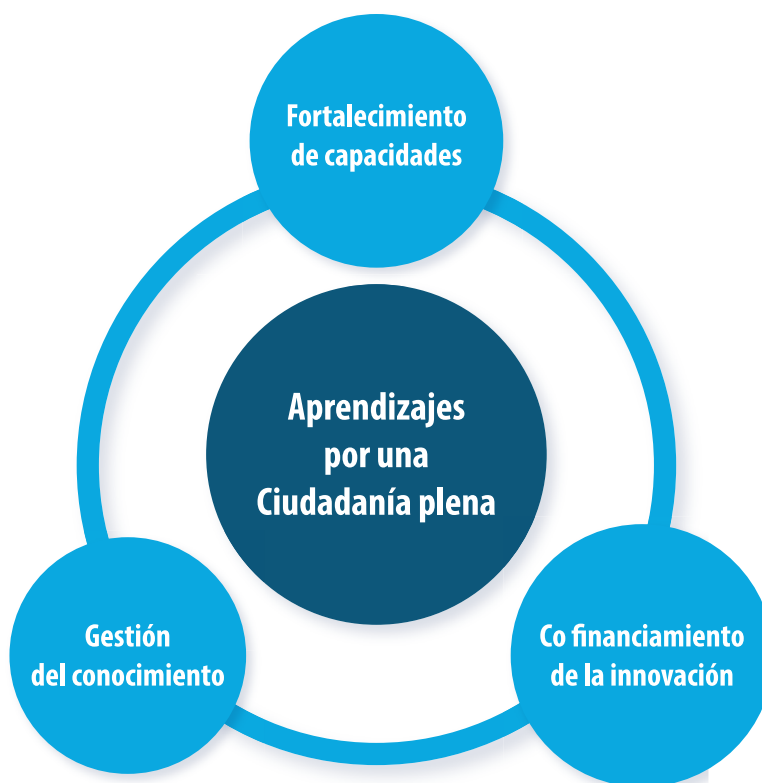 Fortalecimiento
de capacidades
Aprendizajes
por una
Ciudadanía plena
Gestión
del conocimiento
Co financiamiento
de la innovación